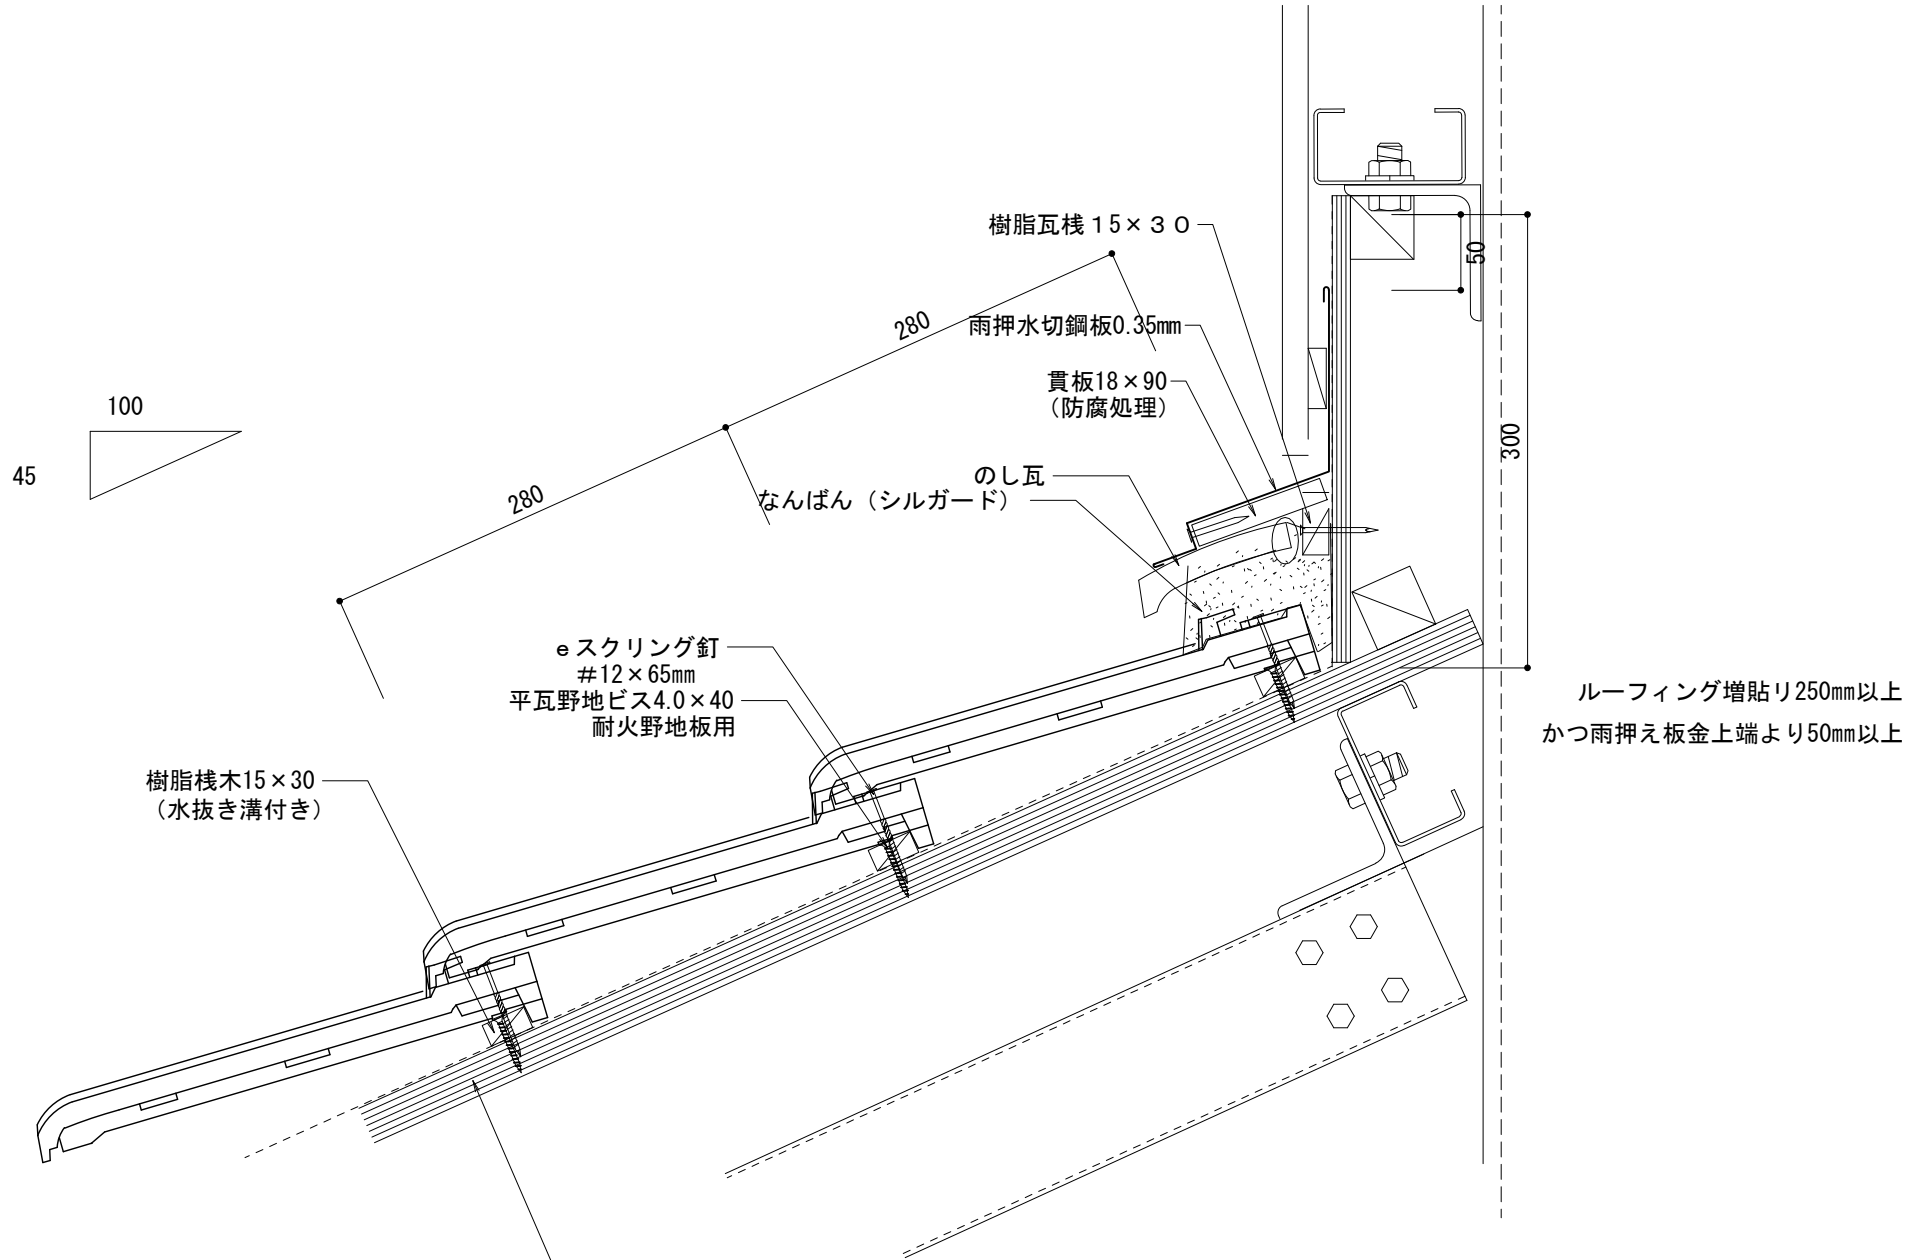 樹脂瓦桟15×３０
50
280
雨押水切鋼板0.35mm
貫板18×90
（防腐処理）
100
300
45
のし瓦
280
なんばん（シルガード）
eスクリング釘
＃12×65mm
平瓦野地ビス4.0×40
耐火野地板用
ルーフィング増貼リ250mm以上
かつ雨押え板金上端より50mm以上
樹脂桟木15×30
（水抜き溝付き）